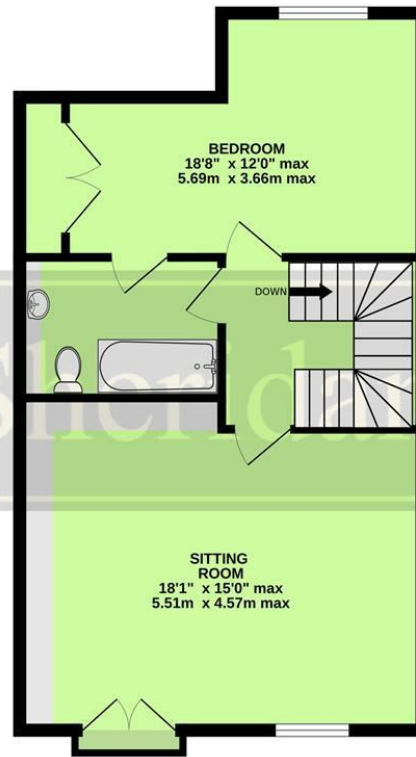 BEDROOM
18'8" x 12'0" max
5.69m x 3.66m max
DOWN
Sheridan
SITTING
ROOM
18'1" x 15'0" max
5.51m x 4.57m max